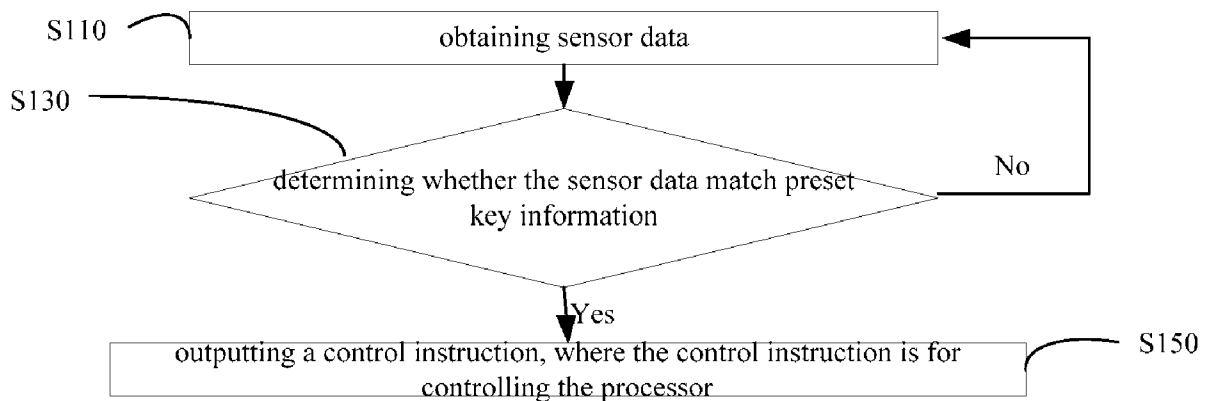 S110
obtaining sensor data
S130
determining whether the sensor data match preset
key information
No
Yes
outputting a control instruction, where the control instruction is for
controlling the processor
S150